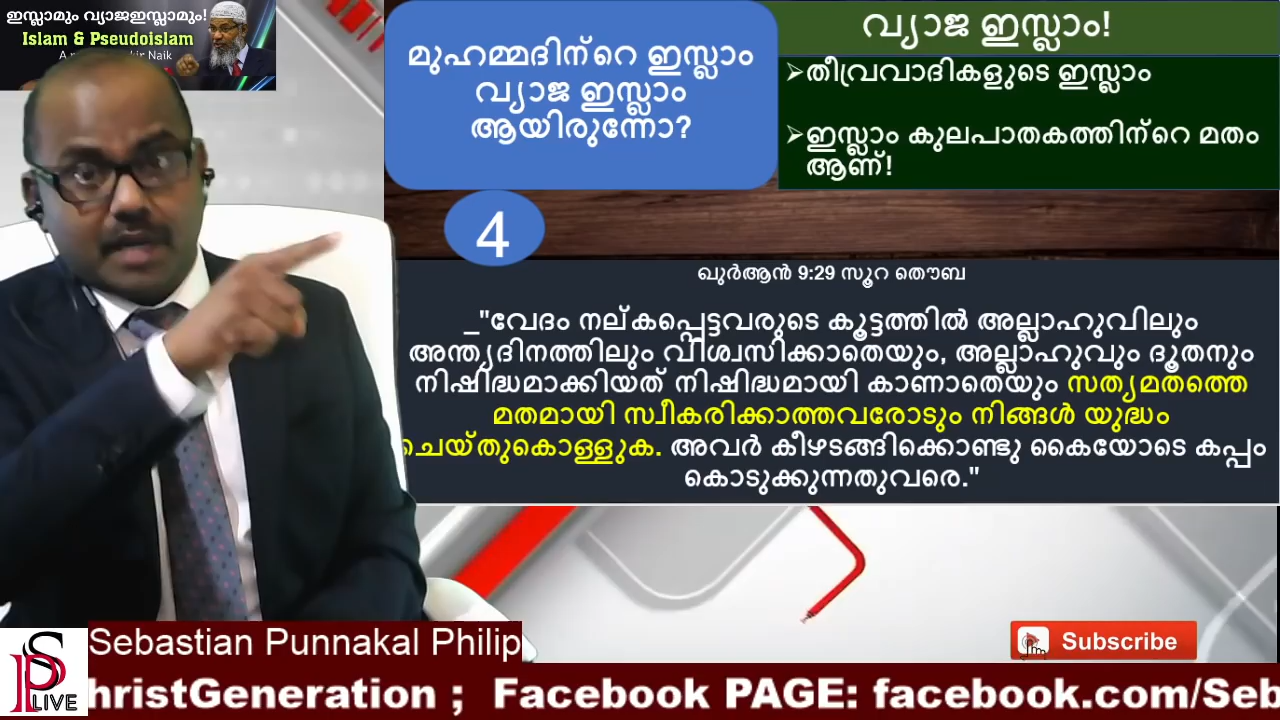 ഇസ്ലാമും വ്യാജഇസ്ലാമും!
Islam & Pseudoislam
Naik
മുഹമ്മദിന്റെ ഇസ്ലാം
വ്യാജ ഇസ്ലാം
ആയിരുന്നോ?
വ്യാജ ഇസ്ലാം!
➢തീവ്രവാദികളുടെ ഇസ്ലാം
➢ഇസ്ലാം കുലപാതകത്തിന്റെ മതം
ആണ്!
4
ഖുർആൻ 9:29 സൂറ തൌബ
_"വേദം നല്കപ്പെട്ടവരുടെ കൂട്ടത്തിൽ അല്ലാഹുവിലും
അന്ത്യദിനത്തിലും വിശ്വസിക്കാതെയും, അല്ലാഹുവും ദൂതനും
നിഷിദ്ധമാക്കിയത് നിഷിദ്ധമായി കാണാതെയും സത്യമതത്തെ
മതമായി സ്വീകരിക്കാത്തവരോടും നിങ്ങൾ യുദ്ധം
ചെയ്തുകൊള്ളുക. അവർ കീഴടങ്ങിക്കൊണ്ടു കൈയോടെ കപ്പം
കൊടുക്കുന്നതുവരെ."
Sebastian Punnakal Philip
Subscribe
SPS LIVE
hristGeneration ; Facebook PAGE: facebook.com/Seb